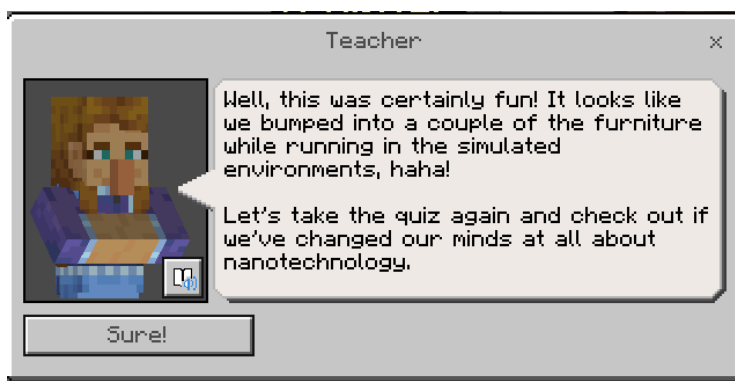 Teacher
x
Well, this was certainly fun! It looks like
we bumped into a couple of the furniture
while running in the simulated
environments, haha!
Let's take the quiz again and check out if
we've changed our minds at all about
nanotechnology.
Sure!